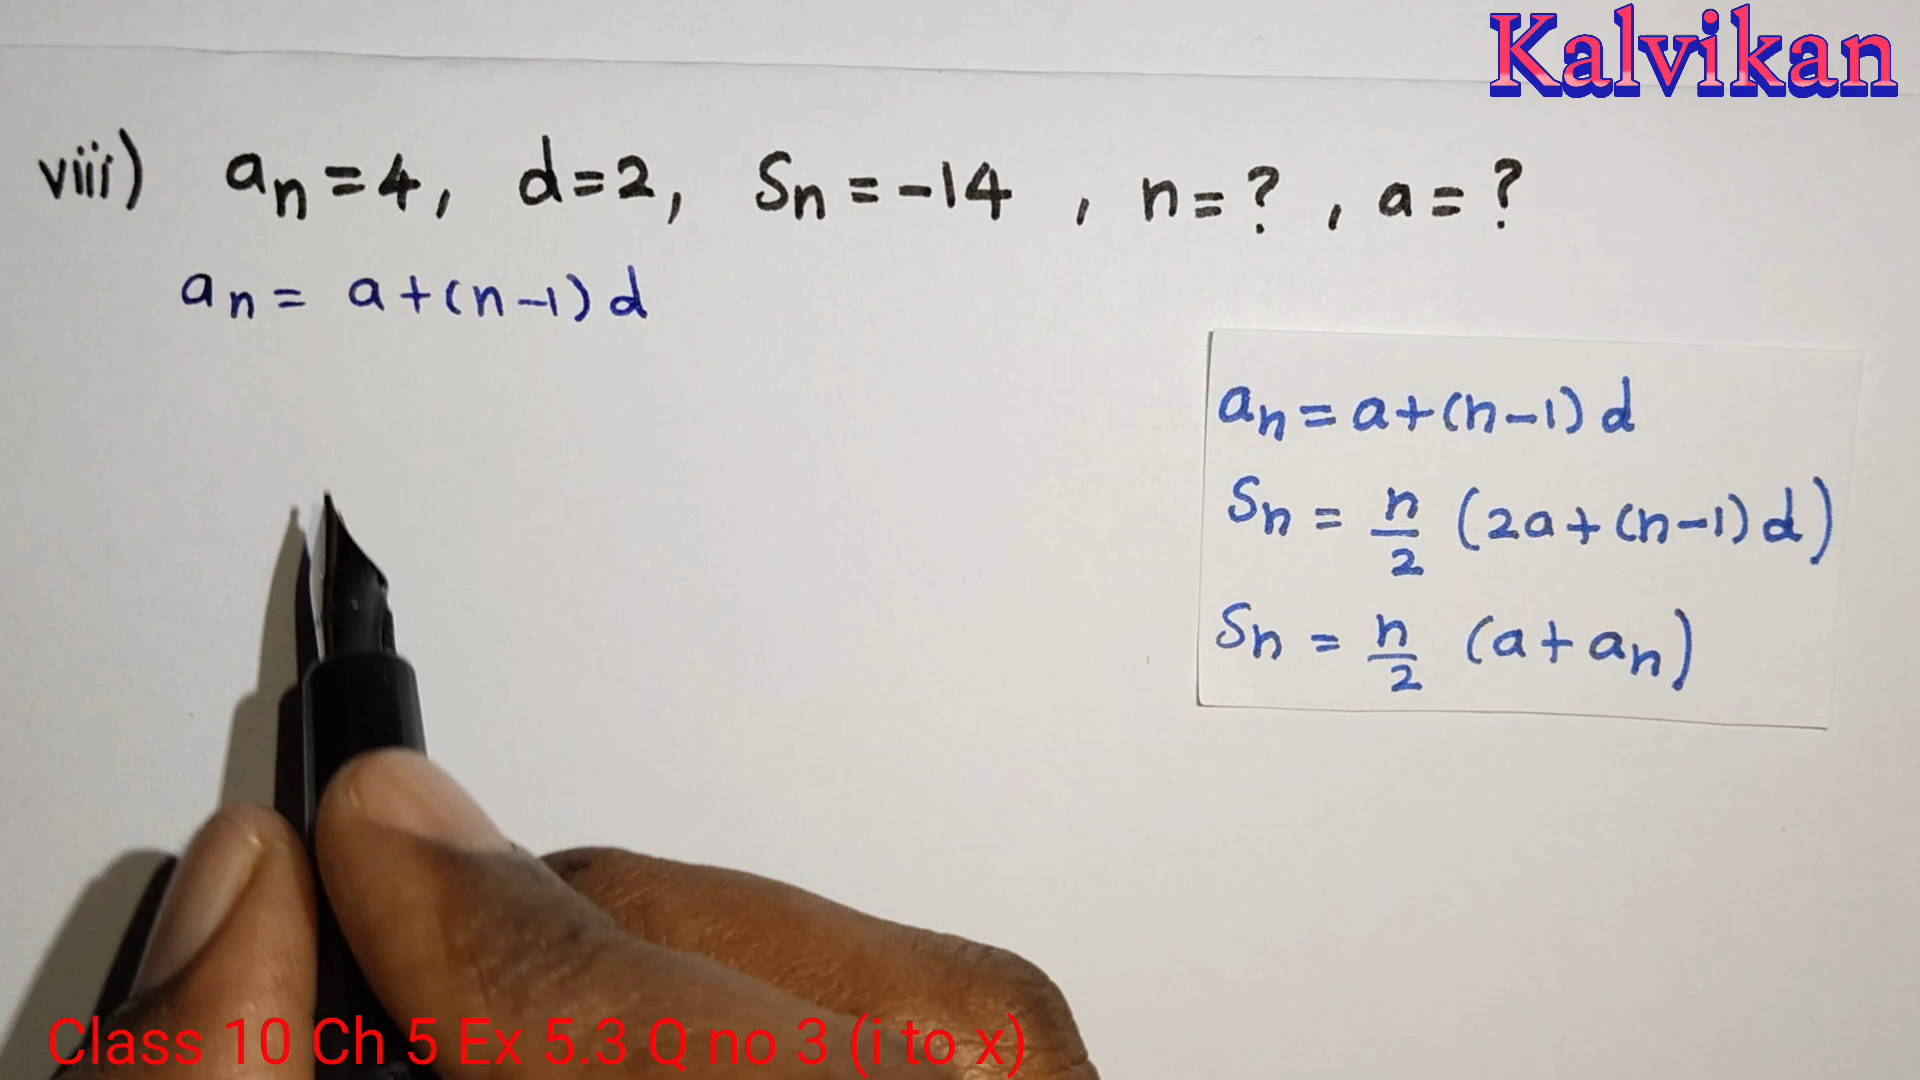 Kalvikan
viii) aₙ = 4, d = 2, Sₙ = -14 , n = ? , a = ?
aₙ = a + (n-1) d
aₙ = a + (n-1) d
Sₙ = n/2 (2a + (n-1) d)
Sₙ = n/2 (a + aₙ)
Class 10 Ch 5 Ex 5.3 Q no 3 (i to x)